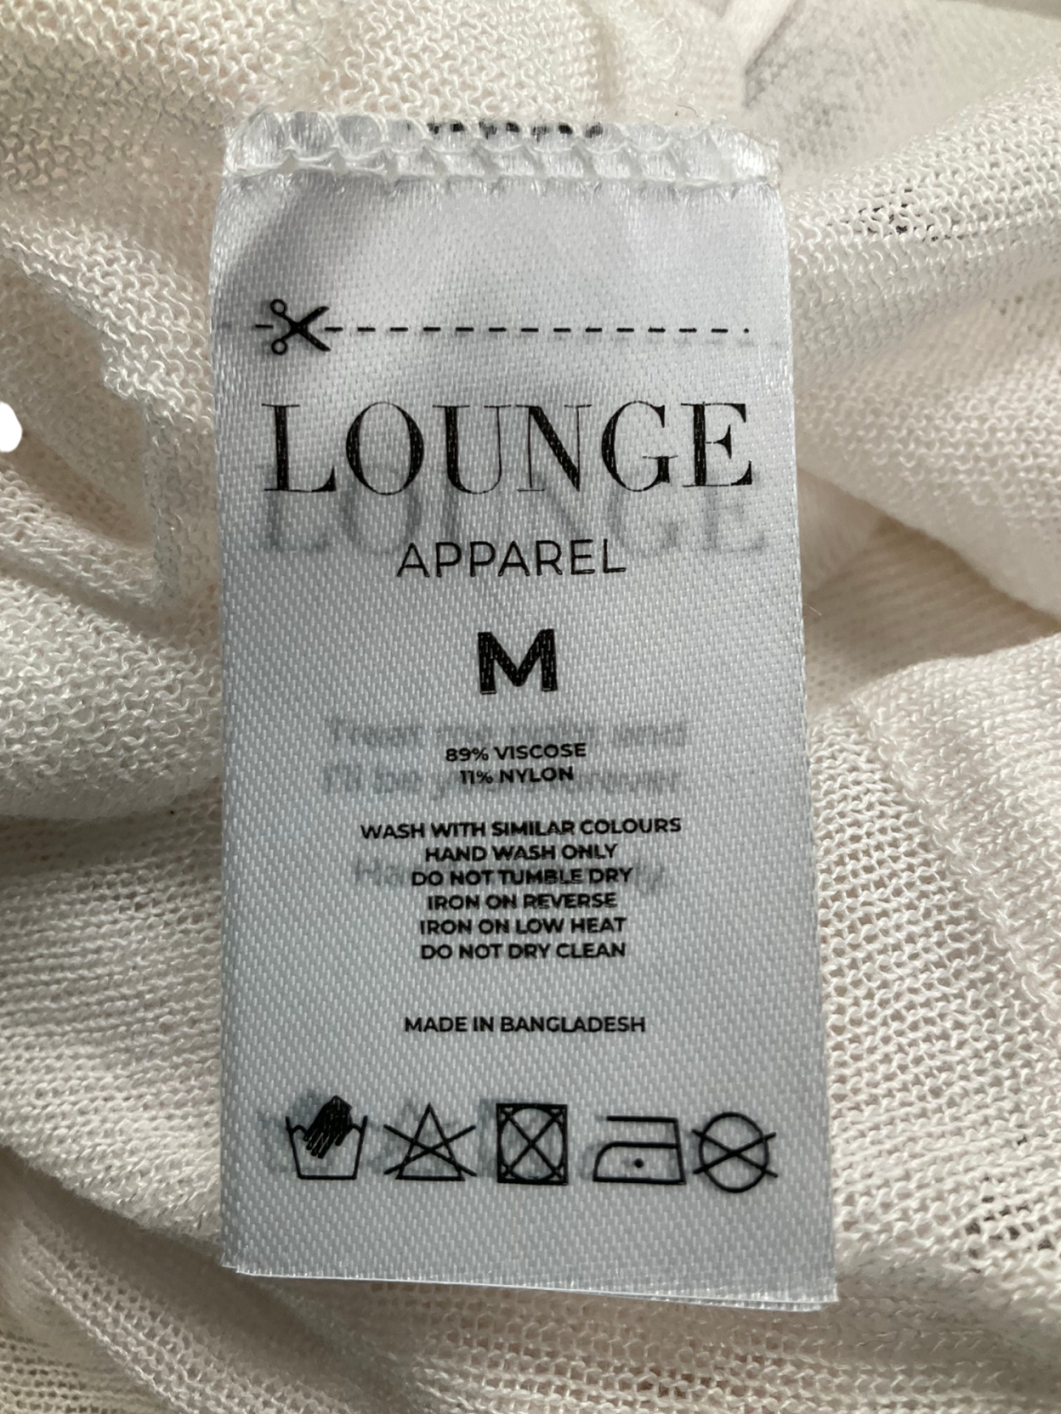 LOUNGE
APPAREL
M
89% VISCOSE
11% NYLON
WASH WITH SIMILAR COLOURS
HAND WASH ONLY
DO NOT TUMBLE DRY
IRON ON REVERSE
IRON ON LOW HEAT
DO NOT DRY CLEAN
MADE IN BANGLADESH